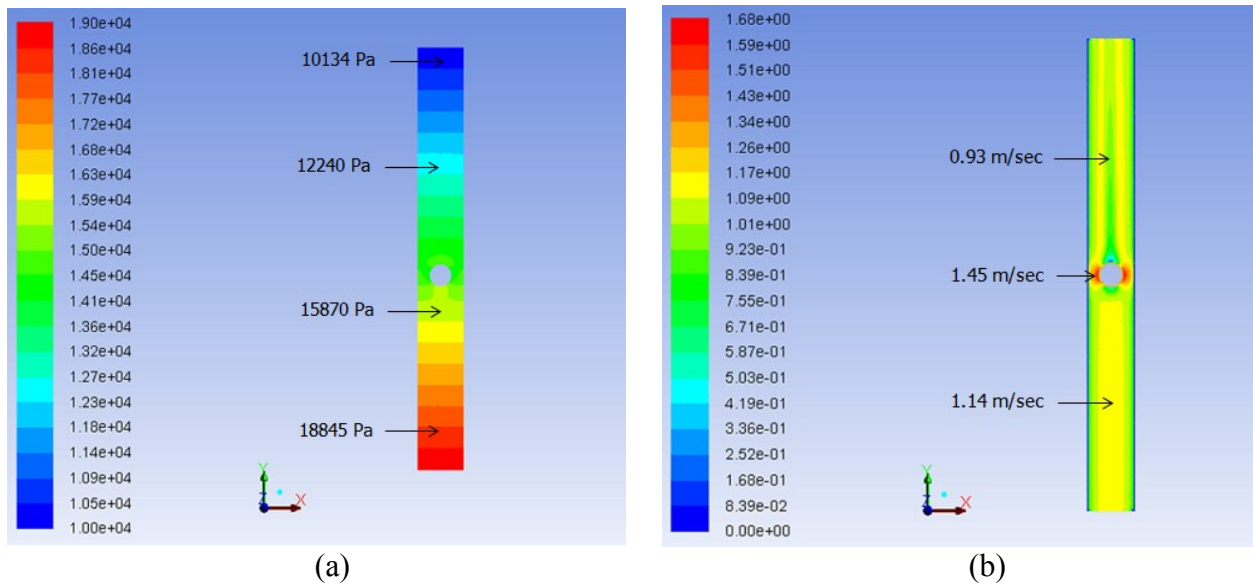 1.90e+04
1.86e+04
1.81e+04
1.77e+04
1.72e+04
1.68e+04
1.63e+04
1.59e+04
1.54e+04
1.50e+04
1.45e+04
1.41e+04
1.36e+04
1.32e+04
1.27e+04
1.23e+04
1.18e+04
1.14e+04
1.09e+04
1.05e+04
1.00e+04
10134 Pa
12240 Pa
15870 Pa
18845 Pa
Y
Z
X
(a)
1.68e+00
1.59e+00
1.51e+00
1.43e+00
1.34e+00
1.26e+00
1.17e+00
1.09e+00
1.01e+00
9.23e-01
8.39e-01
7.55e-01
6.71e-01
5.87e-01
5.03e-01
4.19e-01
3.36e-01
2.52e-01
1.68e-01
8.39e-02
0.00e+00
0.93 m/sec
1.45 m/sec
1.14 m/sec
Y
Z
X
(b)